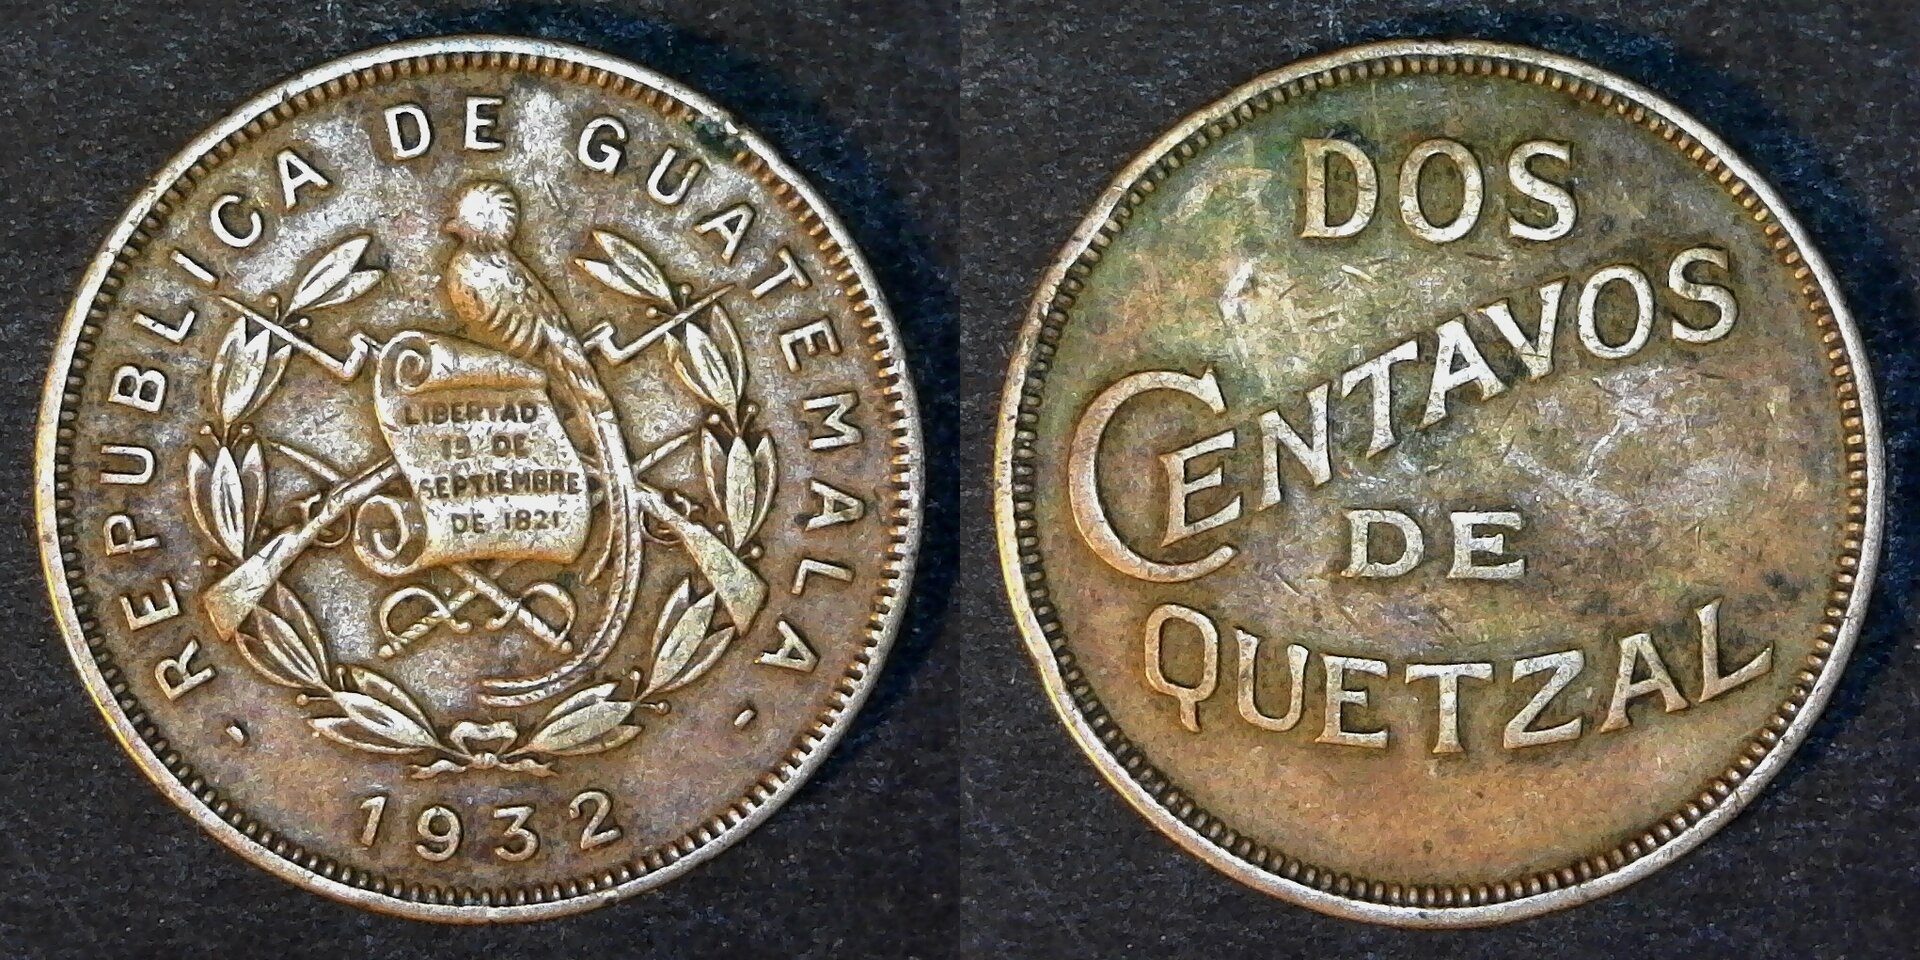 REPUBLICA DE GUATEMALA
LIBERTAD
15 DE
SEPTIEMBRE
DE 1821
1932
DOS
CENTAVOS
DE
QUETZAL